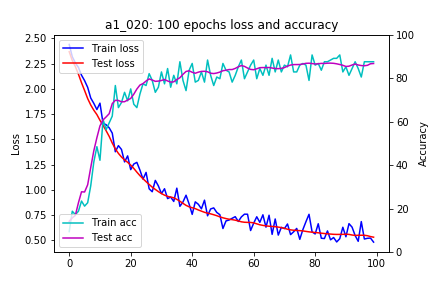 a1_020: 100 epochs loss and accuracy
Train loss
Test loss
Train acc
Test acc
Loss
2.50
2.25
2.00
1.75
1.50
1.25
1.00
0.75
0.50
Accuracy
100
80
60
40
20
0
0 20 40 60 80 100